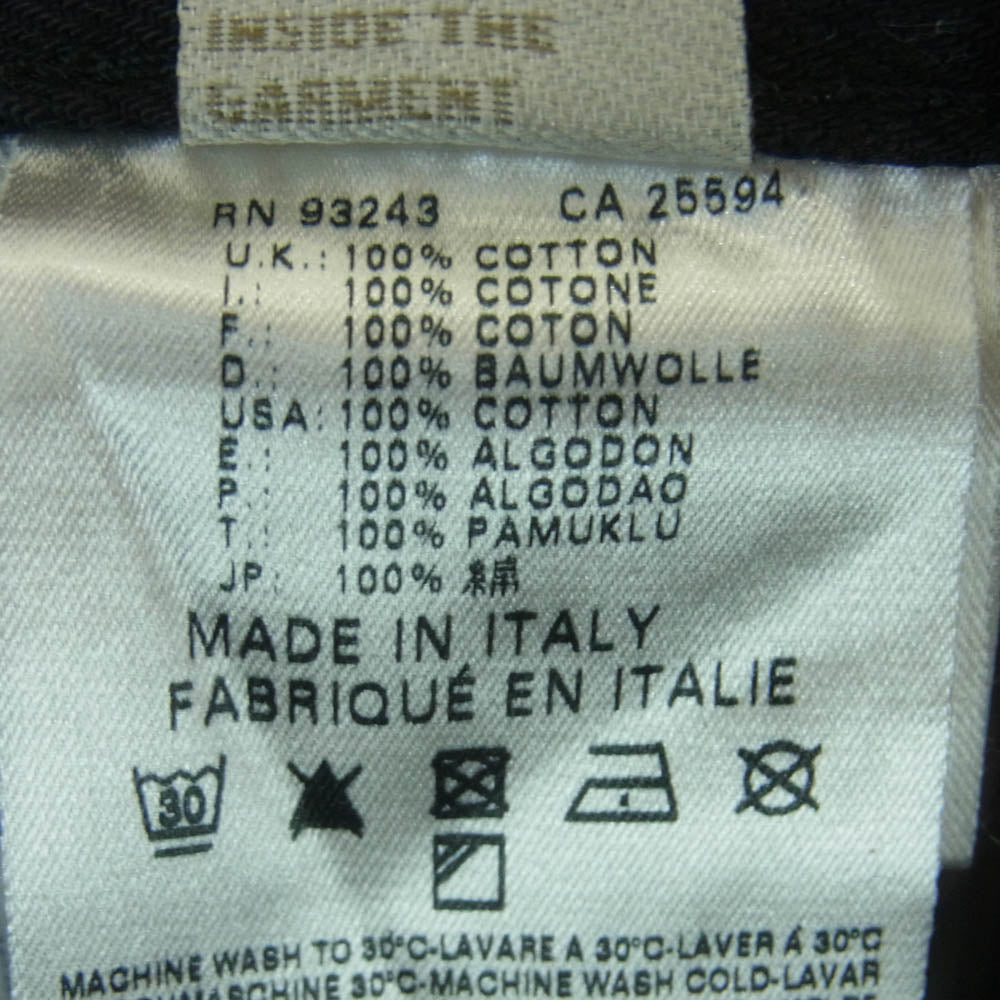 INSIDE THE
GARMENT
RN 93243 CA 25594
U.K.: 100% COTTON
I.: 100% COTONE
F.: 100% COTON
D.: 100% BAUMWOLLE
USA: 100% COTTON
E.: 100% ALGODON
P.: 100% ALGODAO
T.: 100% PAMUKLU
JP: 100% 綿
MADE IN ITALY
FABRIQUÉ EN ITALIE
30
MACHINE WASH TO 30°C-LAVARE A 30°C-LAVER Á 30°C
30°C-MACHINE WASH COLD-LAVAR